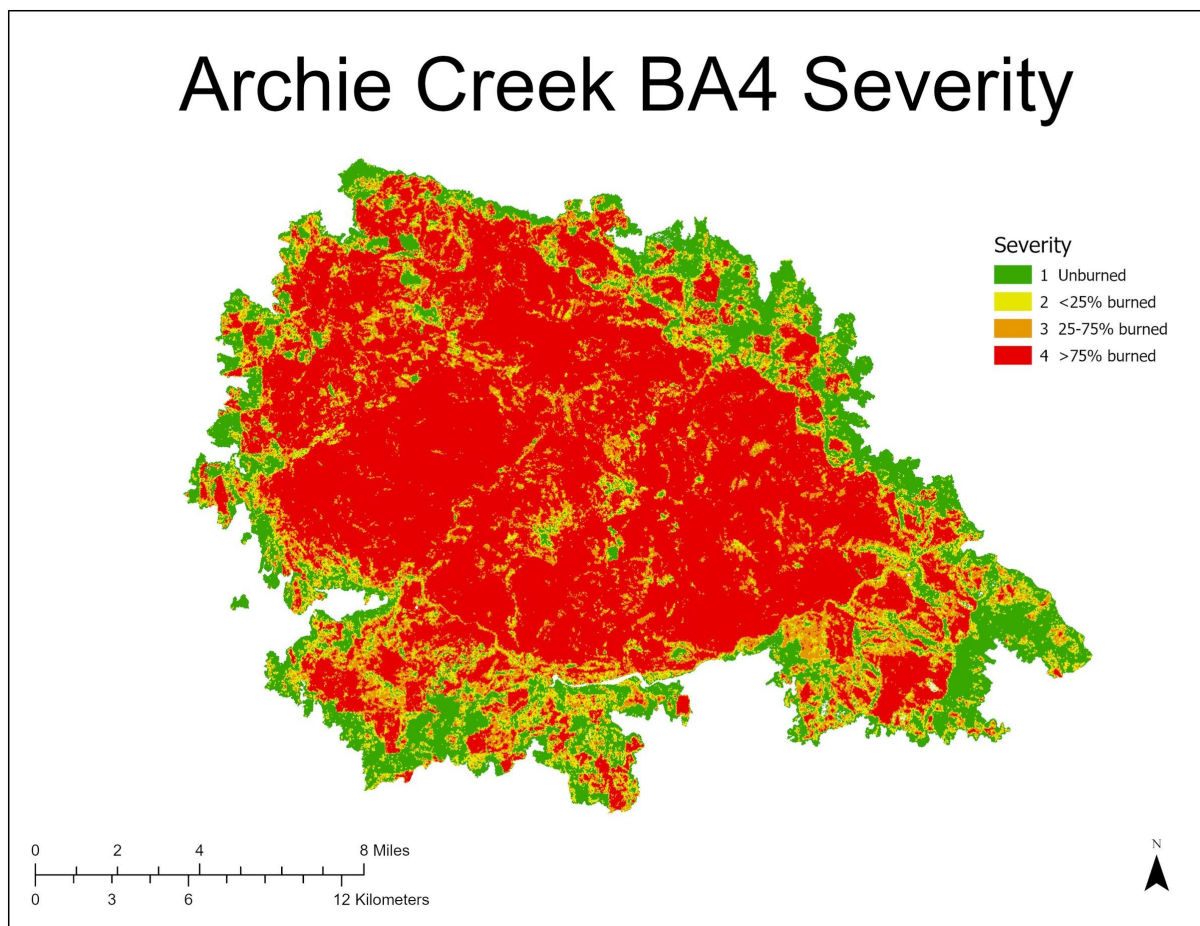 Archie Creek BA4 Severity
Severity
1 Unburned
2 <25% burned
3 25-75% burned
4 >75% burned
0 2 4 8 Miles
0 3 6 12 Kilometers
N